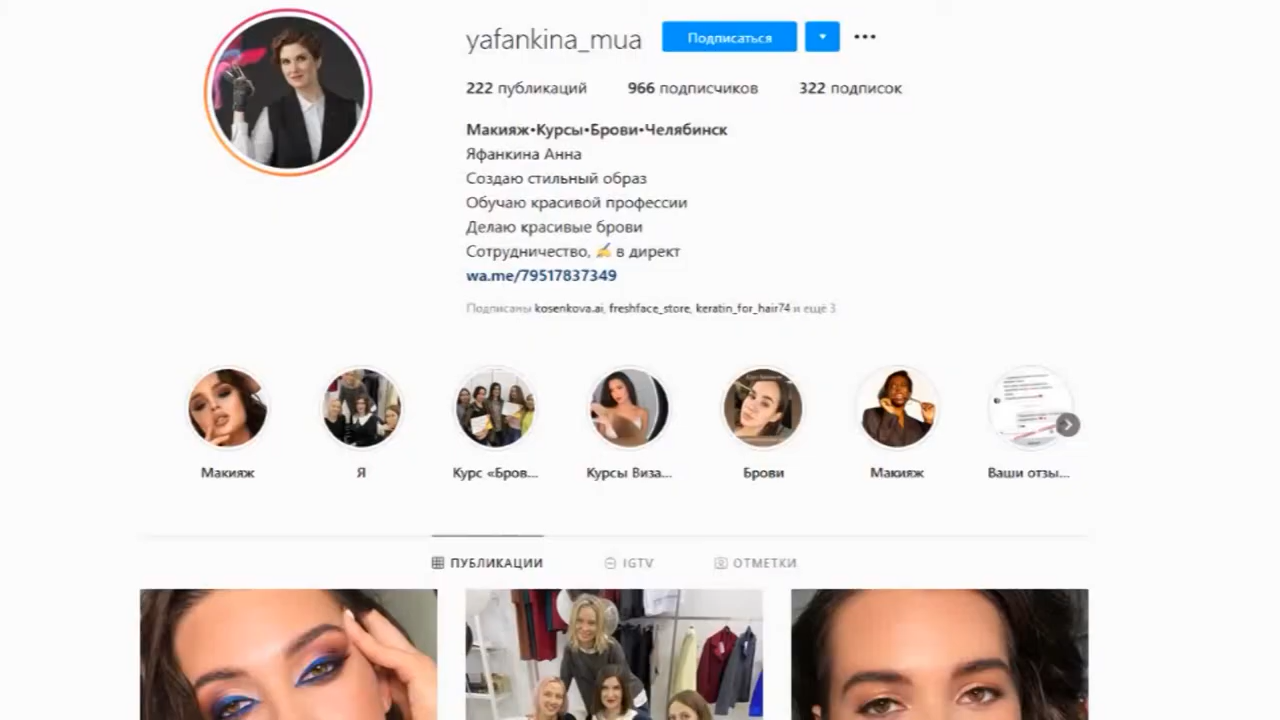 yafankina_mua Подписаться
222 публикаций 966 подписчиков 322 подписок
Макияж•Курсы•Брови•Челябинск
Яфанкина Анна
Создаю стильный образ
Обучаю красивой профессии
Делаю красивые брови
Сотрудничество, ✍️ в директ
wa.me/79517837349
Подписаны kosenkova.ai, freshface_store, keratin_for_hair74 и ещё 3
Макияж Я Курс «Бров... Курсы Виза... Брови Макияж Ваши отзы...
ПУБЛИКАЦИИ IGTV ОТМЕТКИ